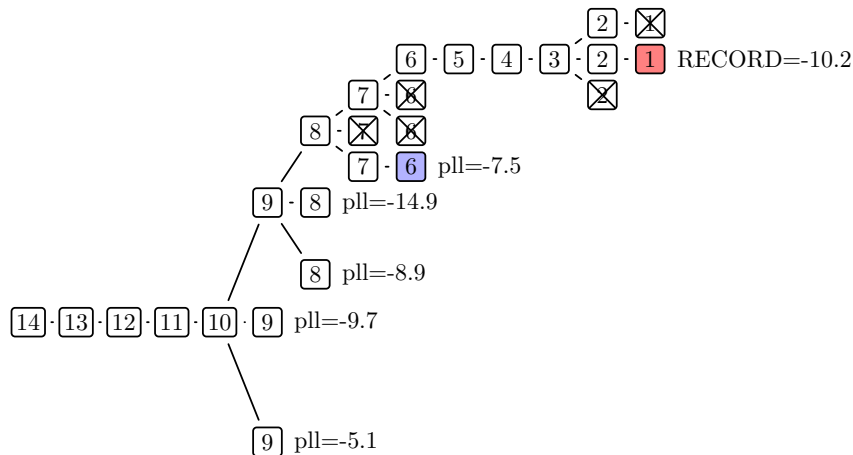 2 1
6 5 4 3 2 1 RECORD=-10.2
7 6 2
8 7 6
7 6 pll=-7.5
9 8 pll=-14.9
8 pll=-8.9
14 13 12 11 10 9 pll=-9.7
9 pll=-5.1